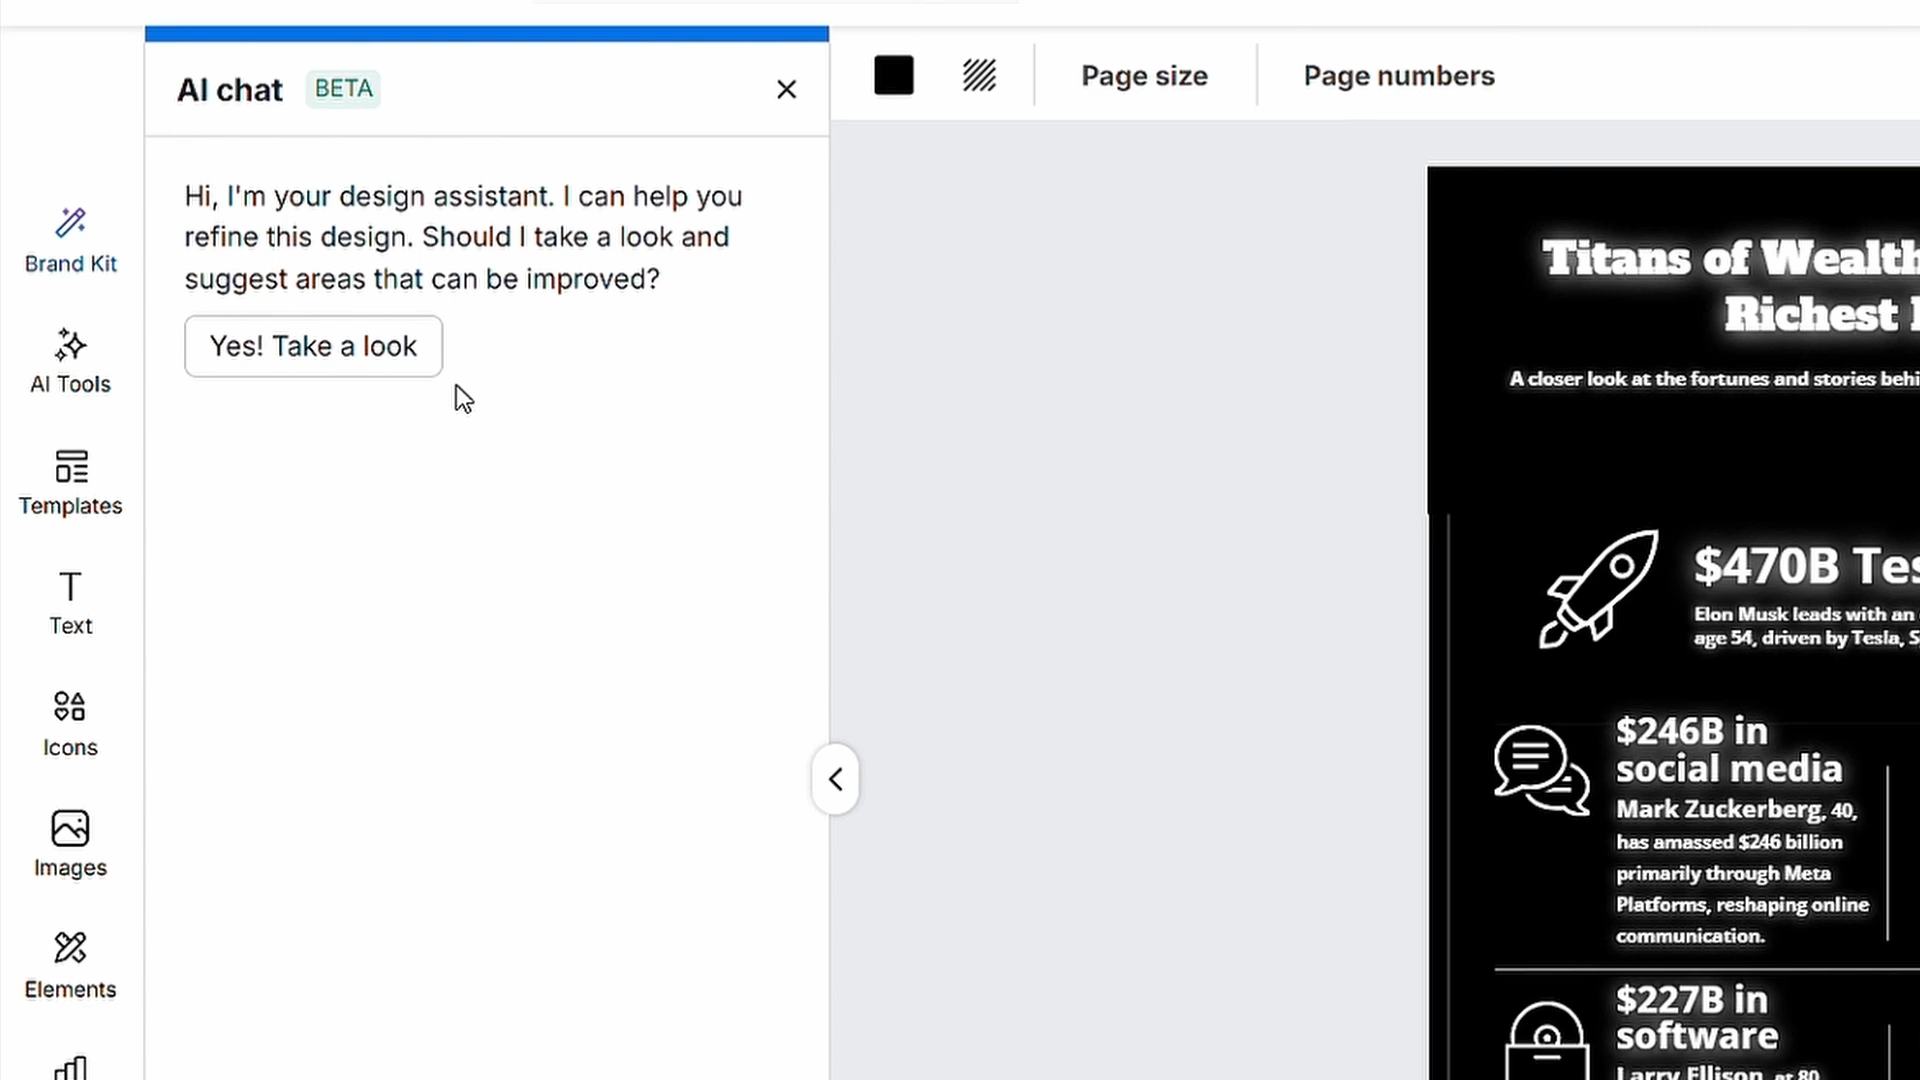 AI chat BETA
Page size
Page numbers
Hi, I'm your design assistant. I can help you
refine this design. Should I take a look and
suggest areas that can be improved?
Yes! Take a look
Brand Kit
AI Tools
Templates
Text
Icons
Images
Elements
Titans of Wealth
Richest
A closer look at the fortunes and stories
$470B
Elon Musk leads with an
age 54, driven by Tesla,
$246B in
social media
Mark Zuckerberg, 40,
has amassed $246 billion
primarily through Meta
Platforms, reshaping online
communication.
$227B in
software
Larry Ellison, at 80